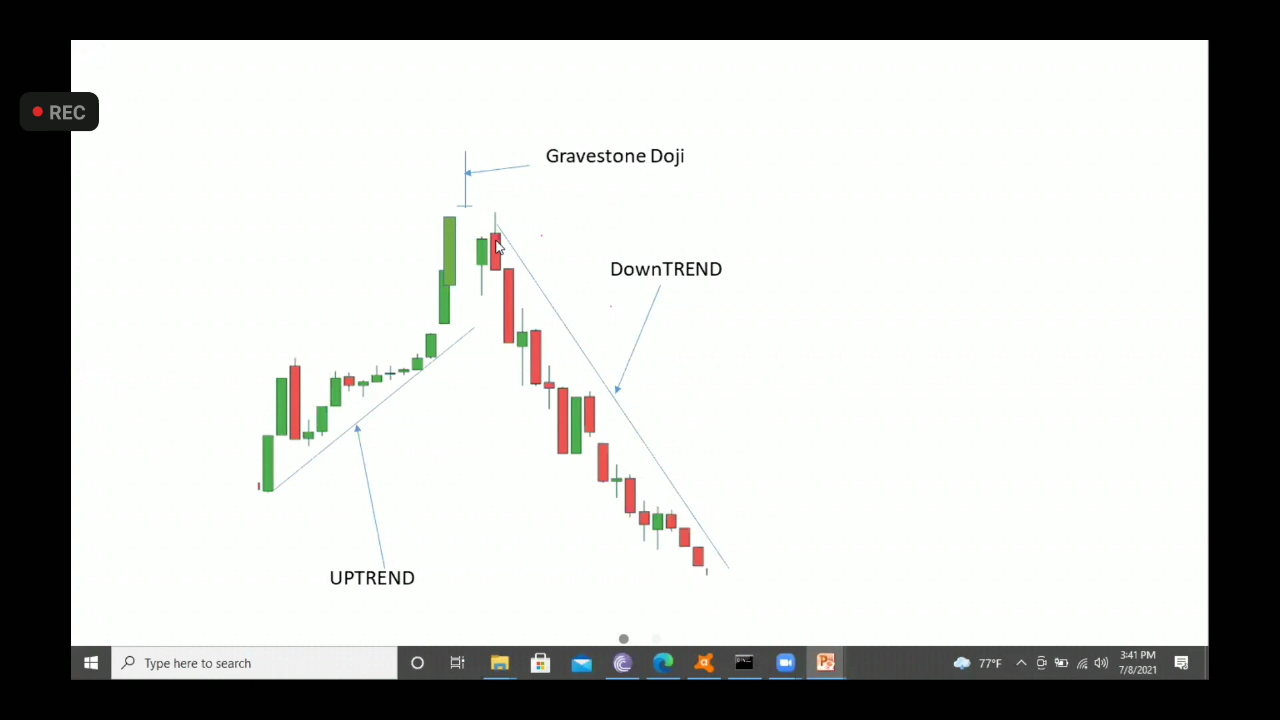 REC
Gravestone Doji
DownTREND
UPTREND
Type here to search
77°F
3:41 PM
7/8/2021